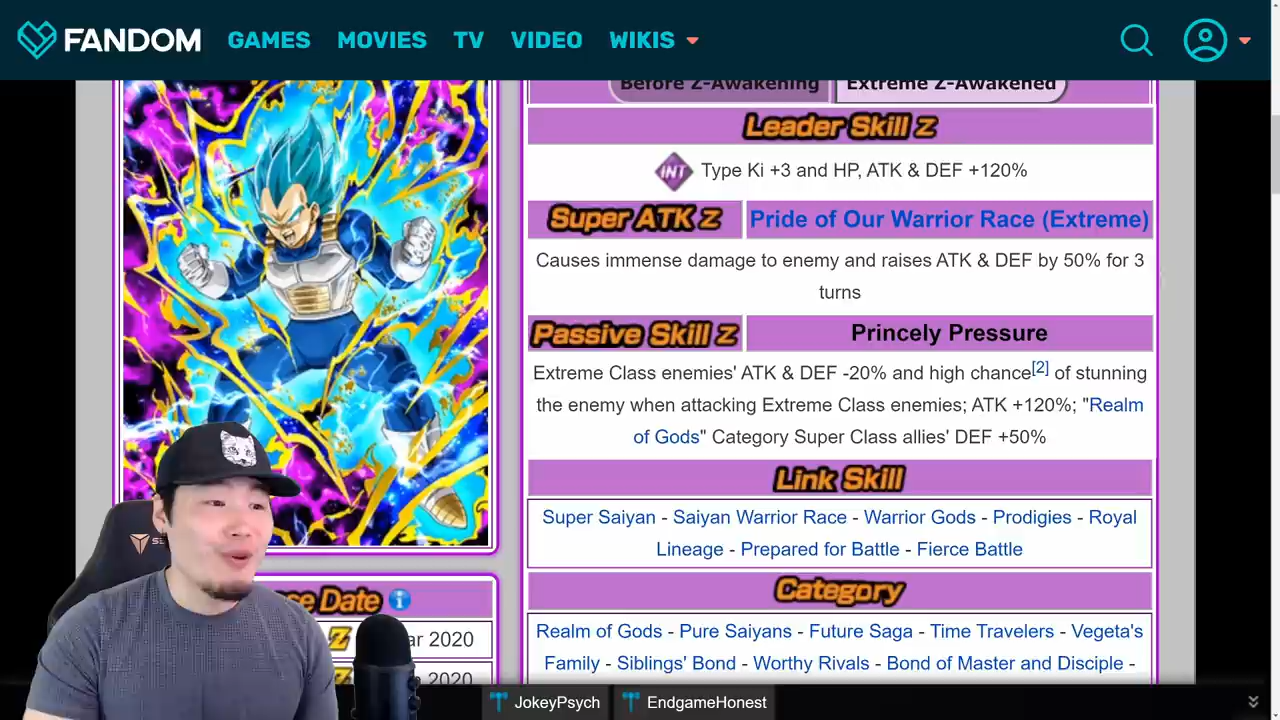 FANDOM GAMES MOVIES TV VIDEO WIKIS
Before Z-Awakening Extreme Z-Awakened
Leader Skill Z
INT Type Ki +3 and HP, ATK & DEF +120%
Super ATK Z Pride of Our Warrior Race (Extreme)
Causes immense damage to enemy and raises ATK & DEF by 50% for 3
turns
Passive Skill Z Princely Pressure
Extreme Class enemies' ATK & DEF -20% and high chance[2] of stunning
the enemy when attacking Extreme Class enemies; ATK +120%; "Realm
of Gods" Category Super Class allies' DEF +50%
Link Skill
Super Saiyan - Saiyan Warrior Race - Warrior Gods - Prodigies - Royal
Lineage - Prepared for Battle - Fierce Battle
Category
Realm of Gods - Pure Saiyans - Future Saga - Time Travelers - Vegeta's
Family - Siblings' Bond - Worthy Rivals - Bond of Master and Disciple -
Date
Z 2020
2020
JokeyPsych EndgameHonest